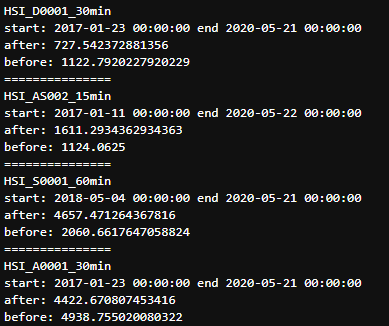 HSI_D0001_30min
start: 2017-01-23 00:00:00 end 2020-05-21 00:00:00
after: 727.542372881356
before: 1122.7920227920229
===============
HSI_AS002_15min
start: 2017-01-11 00:00:00 end 2020-05-22 00:00:00
after: 1611.2934362934363
before: 1124.0625
===============
HSI_S0001_60min
start: 2018-05-04 00:00:00 end 2020-05-21 00:00:00
after: 4657.471264367816
before: 2060.6617647058824
===============
HSI_A0001_30min
start: 2017-01-23 00:00:00 end 2020-05-21 00:00:00
after: 4422.670807453416
before: 4938.755020080322